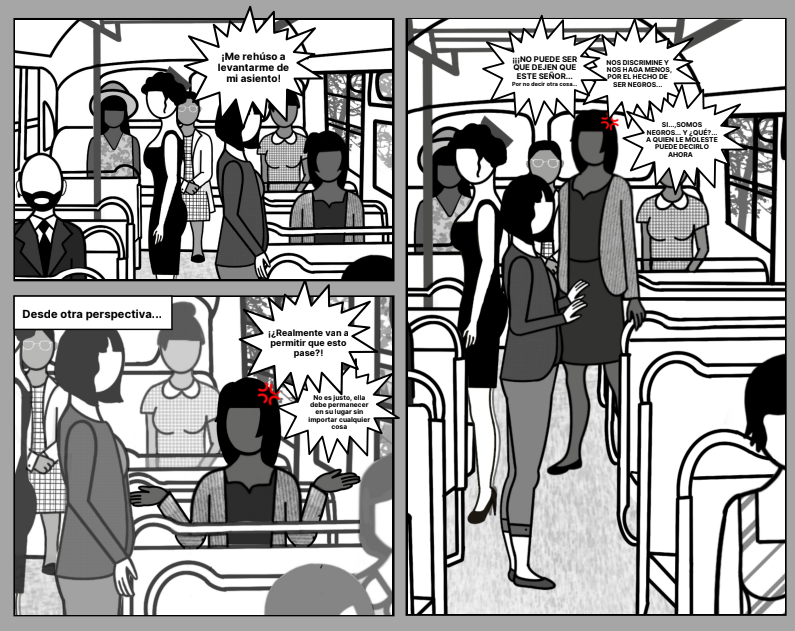 ¡Me rehúso a
levantarme de
mi asiento!
Desde otra perspectiva...
¡¿Realmente van a
permitir que esto
pase?!
No es justo, ella
debe permanecer
en su lugar sin
importar cualquier
cosa
¡¡¡NO PUEDE SER
QUE DEJEN QUE
ESTE SEÑOR...
Por no decir otra cosa...
NOS DISCRIMINE Y
NOS HAGA MENOS,
POR EL HECHO DE
SER NEGROS...
SI...,SOMOS
NEGROS... Y ¿QUÉ?...
A QUIEN LE MOLESTE
PUEDE DECIRLO
AHORA